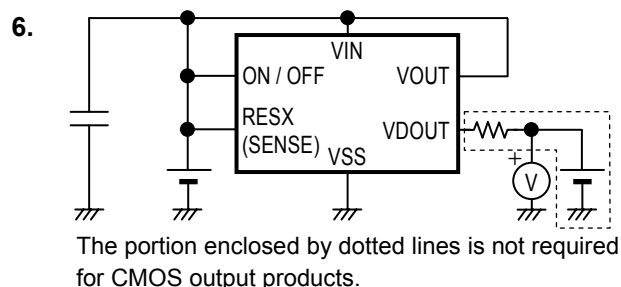 6.
VIN
ON / OFF
VOUT
RESX
(SENSE)
VDOUT
VSS
+
V
The portion enclosed by dotted lines is not required
for CMOS output products.